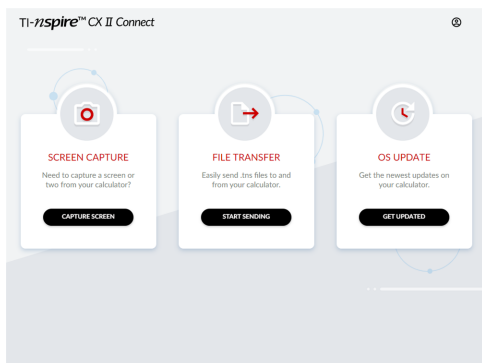 TI-nspire™ CX II Connect
SCREEN CAPTURE
Need to capture a screen or
two from your calculator?
CAPTURE SCREEN
FILE TRANSFER
Easily send .tns files to and
from your calculator.
START SENDING
OS UPDATE
Get the newest updates on
your calculator.
GET UPDATED